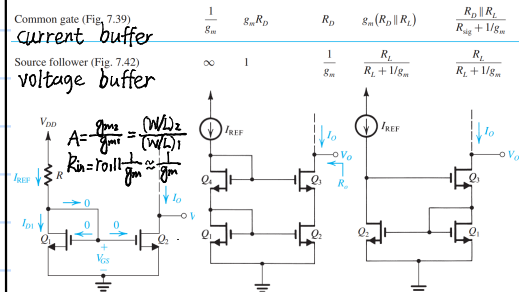 Common gate (Fig. 7.39) 1/gm gmRD RD gm(RD || RL) RD || RL / Rsig + 1/gm
current buffer
Source follower (Fig. 7.42) ∞ 1 1/gm RL / RL + 1/gm RL / RL + 1/gm
voltage buffer
VDD
A = gm2/gm1 = (W/L)2/(W/L)1
Rin = ro1||1/gm ≈ 1/gm
IREF R
0
IO
ID1 0 0
V
Q1 Q2
+
VGS
−
IREF
IO
VO
Q4 Q3
Ro
Q1 Q2
IREF
IO
VO
Q3
Q2 Q1